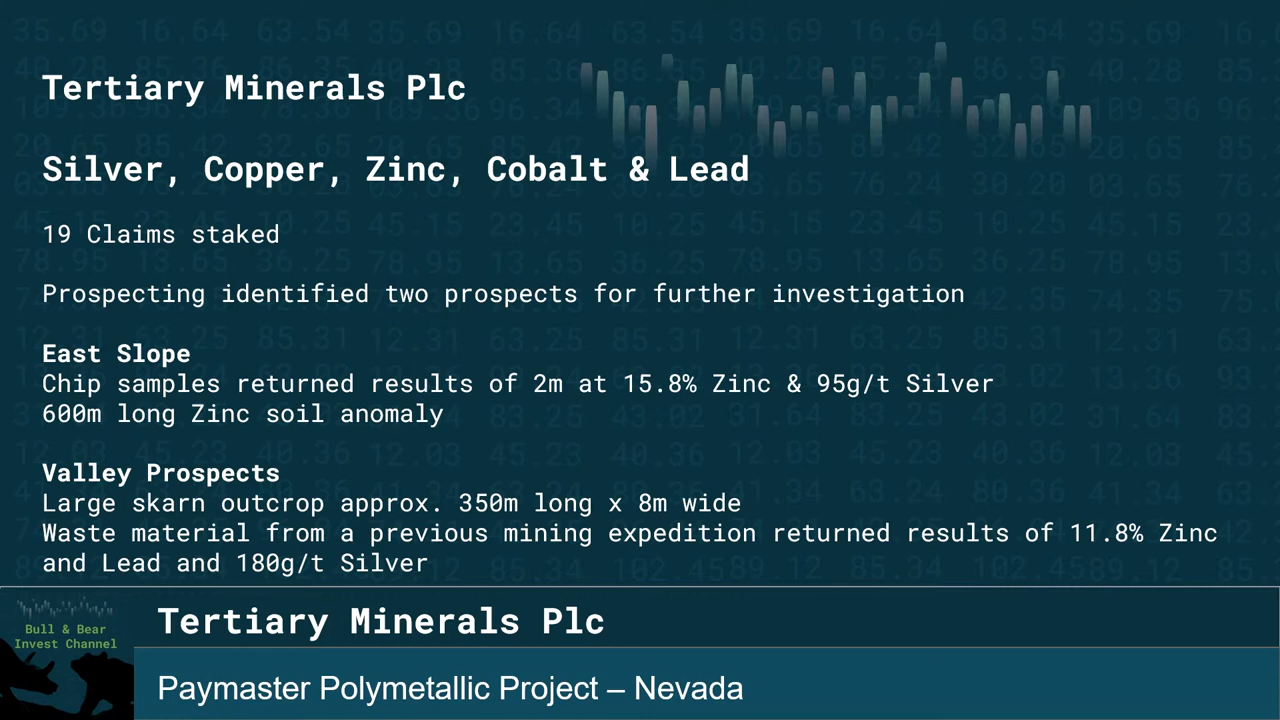 Tertiary Minerals Plc
Silver, Copper, Zinc, Cobalt & Lead
19 Claims staked
Prospecting identified two prospects for further investigation
East Slope
Chip samples returned results of 2m at 15.8% Zinc & 95g/t Silver
600m long Zinc soil anomaly
Valley Prospects
Large skarn outcrop approx. 350m long x 8m wide
Waste material from a previous mining expedition returned results of 11.8% Zinc
and Lead and 180g/t Silver
Bull & Bear
Invest Channel
Tertiary Minerals Plc
Paymaster Polymetallic Project – Nevada